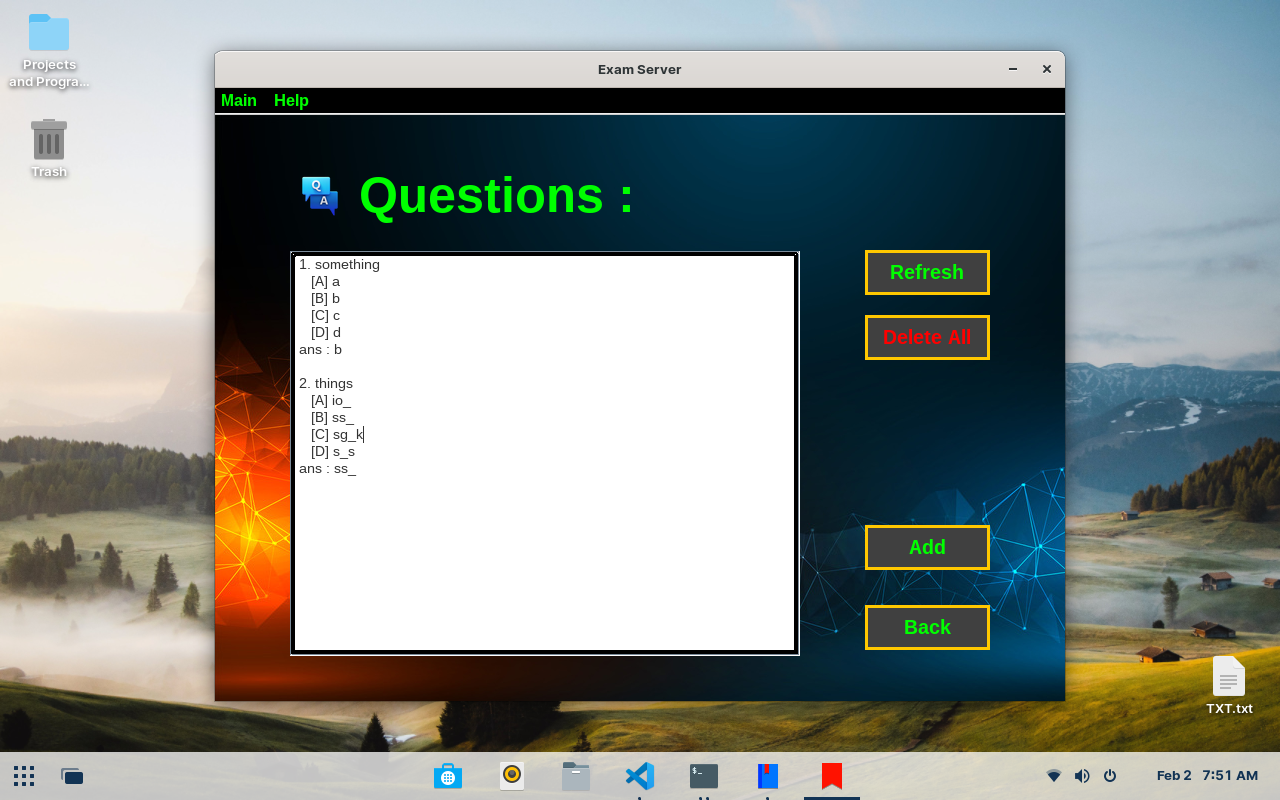 Projects
and Progra...
Trash
Exam Server
Main Help
Q
A
Questions :
1. something
[A] a
[B] b
[C] c
[D] d
ans : b
2. things
[A] io_
[B] ss_
[C] sg_k
[D] s_s
ans : ss_
Refresh
Delete All
Add
Back
TXT.txt
$_
Feb 2 7:51 AM